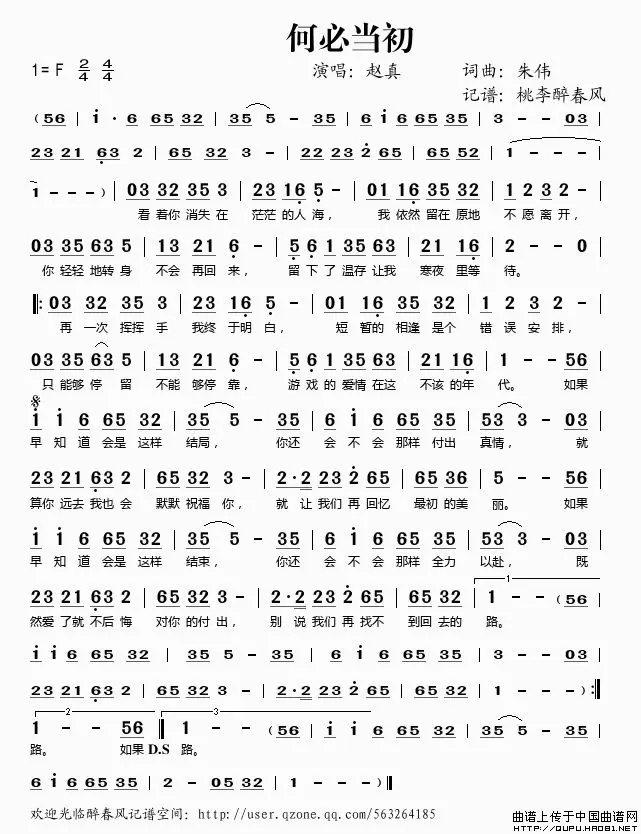 何必当初
1=F 2/4 4/4 演唱：赵真 词曲：朱伟
记谱：桃李醉春风
(56 | i·6 65 32 | 35 5 - 35 | 6 i 6 65 35 | 3 - - 03 |
23 21 63 2 | 65 32 3 - | 22 23 2 65 | 65 52 | 1 - - - |
1 - - -) | 03 32 35 3 | 23 16 5 - | 01 16 35 32 | 1 2 3 2 |
看着你消失在 茫茫的人海， 我依然留在原地 不愿离开，
03 35 63 5 | 13 21 6 - | 5 6 1 35 63 | 03 21 61 | 2 - - 0 |
你轻轻地转身 不会再回来， 留下了温存让我 寒夜里等 待。
‖: 03 32 35 3 | 23 16 5 - | 01 16 35 32 | 1 2 3 2 |
再一次挥挥手 我终于明白， 短暂的相逢是个 错误安排，
03 35 63 5 | 13 21 6 - | 5 6 1 35 63 | 03 21 16 | 1 - - 56 |
只能够停留 不能够停靠， 游戏的爱情在这 不该的年 代。 如果
i i 6 65 32 | 35 5 - 35 | 6 i 6 65 35 | 53 3 - 03 |
早知道会是这样 结局， 你还 会不会那样付出 真情， 就
23 21 63 2 | 65 32 3 - | 2·2 23 2 65 | 65 36 | 5 - - 56 |
算你远去我也会 默默祝福你， 就让我们再回忆 最初的美 丽。 如果
i i 6 65 32 | 35 5 - 35 | 6 i 6 65 35 | 53 3 - 03 |
早知道会是这样 结束， 你还 会不会那样全力 以赴， 既
23 21 63 2 | 65 32 3 - | 2·2 23 2 65 | 65 32 | 1 - - (56 |
然爱了就不后悔 对你的付出， 别说我们再找不 到回去的 路。
i i 6 65 32 | 35 5 - 35 | 6 i 6 65 35 | 3 - - 03 |
23 21 63 2 | 65 32 3 - | 2·2 23 2 65 | 65 32 | 1 - - -) :‖
1 - - 56 ‖ 1 - - (56 | i i 6 65 32 | 35 5 - 35 |
路。 如果 D.S 路。
6 i 6 65 35 | 2 - 05 32 | 1 - - -) ‖
欢迎光临醉春风记谱空间：http://user.qzone.qq.com/563264185
曲谱上传于中国曲谱网
http://QUPU.HAO81.NET